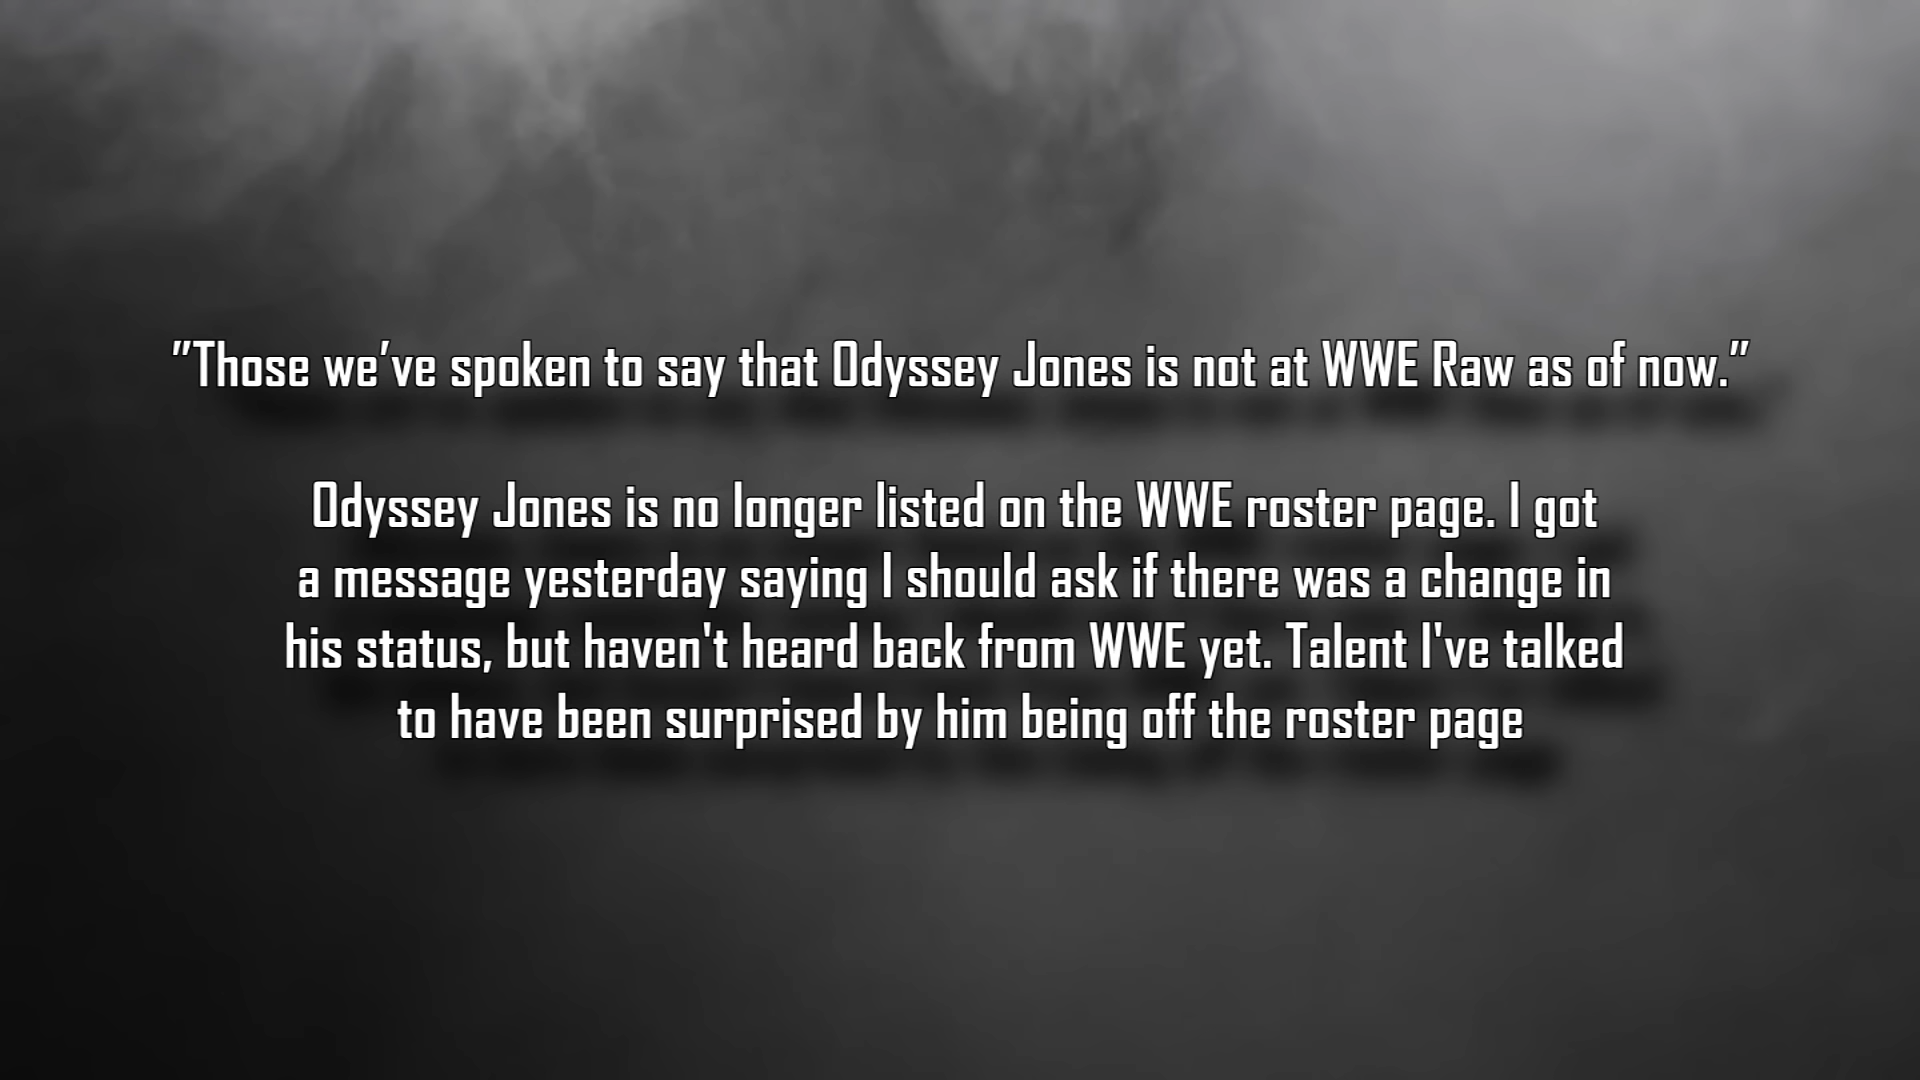 "Those we've spoken to say that Odyssey Jones is not at WWE Raw as of now."
Odyssey Jones is no longer listed on the WWE roster page. I got
a message yesterday saying I should ask if there was a change in
his status, but haven't heard back from WWE yet. Talent I've talked
to have been surprised by him being off the roster page